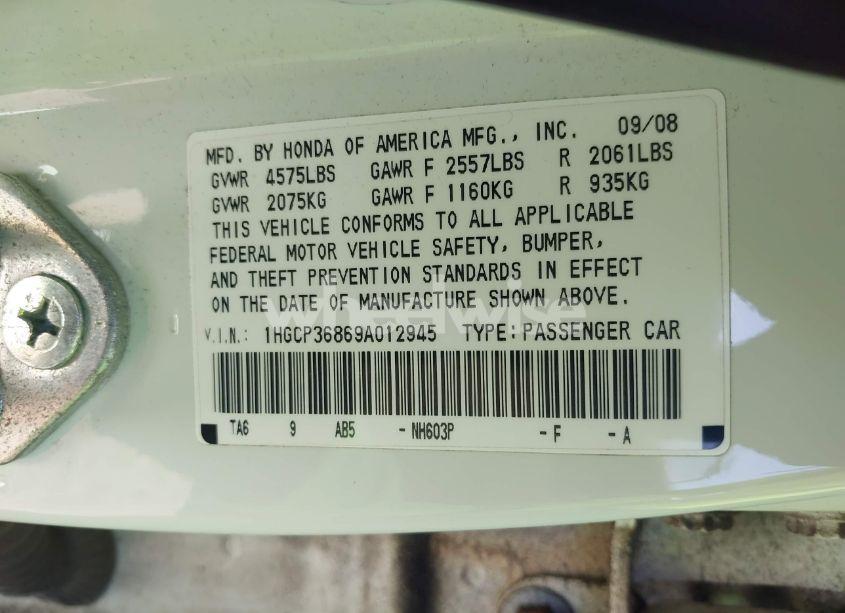 MFD. BY HONDA OF AMERICA MFG., INC. 09/08
GVWR 4575LBS GAWR F 2557LBS R 2061LBS
GVWR 2075KG GAWR F 1160KG R 935KG
THIS VEHICLE CONFORMS TO ALL APPLICABLE
FEDERAL MOTOR VEHICLE SAFETY, BUMPER,
AND THEFT PREVENTION STANDARDS IN EFFECT
ON THE DATE OF MANUFACTURE SHOWN ABOVE.
wheelwise
V.I.N.: 1HGCP36869A012945 TYPE: PASSENGER CAR
TA6 9 AB5 -NH603P -F -A